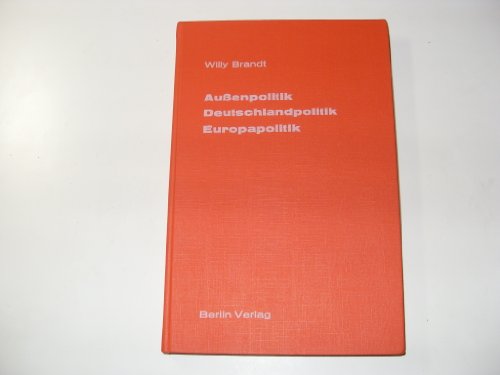 Willy Brandt
Außenpolitik
Deutschlandpolitik
Europapolitik
Berlin Verlag